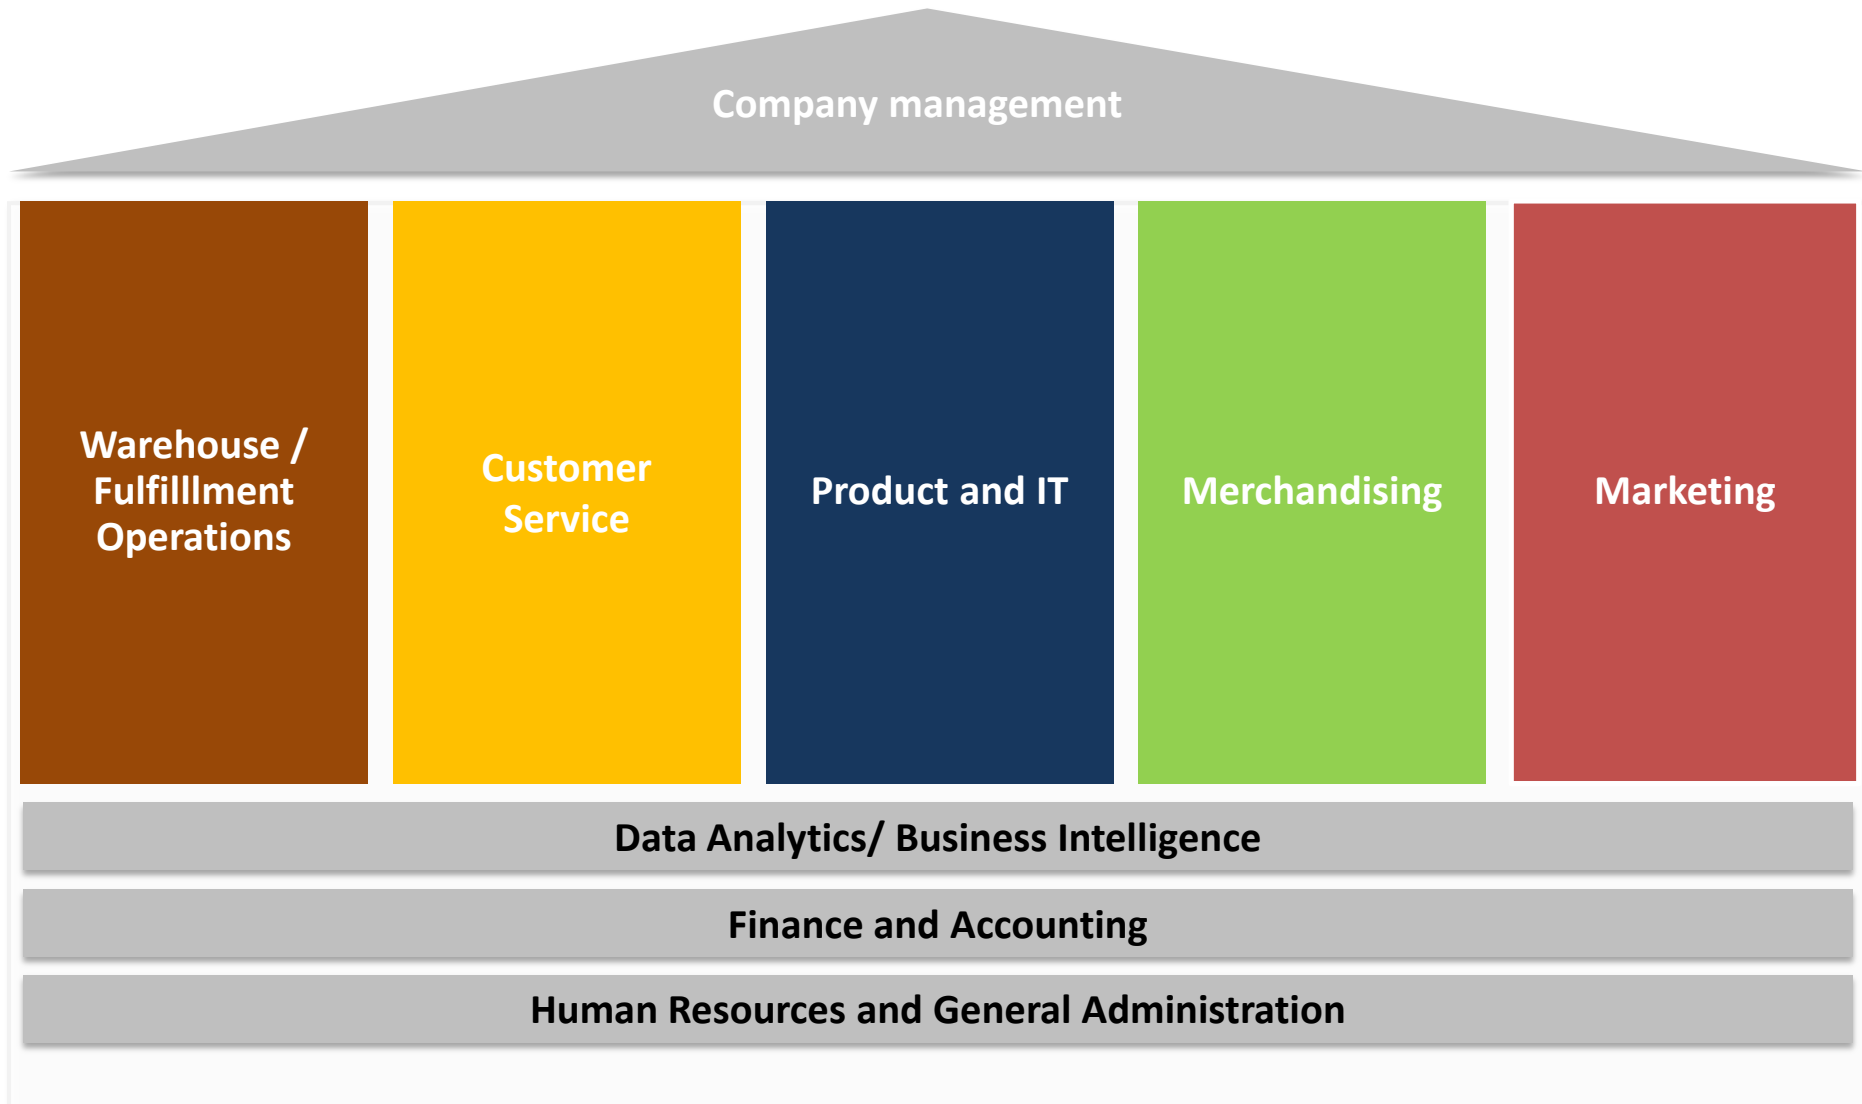 Company management
Warehouse /
Fulfilllment
Operations
Customer
Service
Product and IT
Merchandising
Marketing
Data Analytics/ Business Intelligence
Finance and Accounting
Human Resources and General Administration